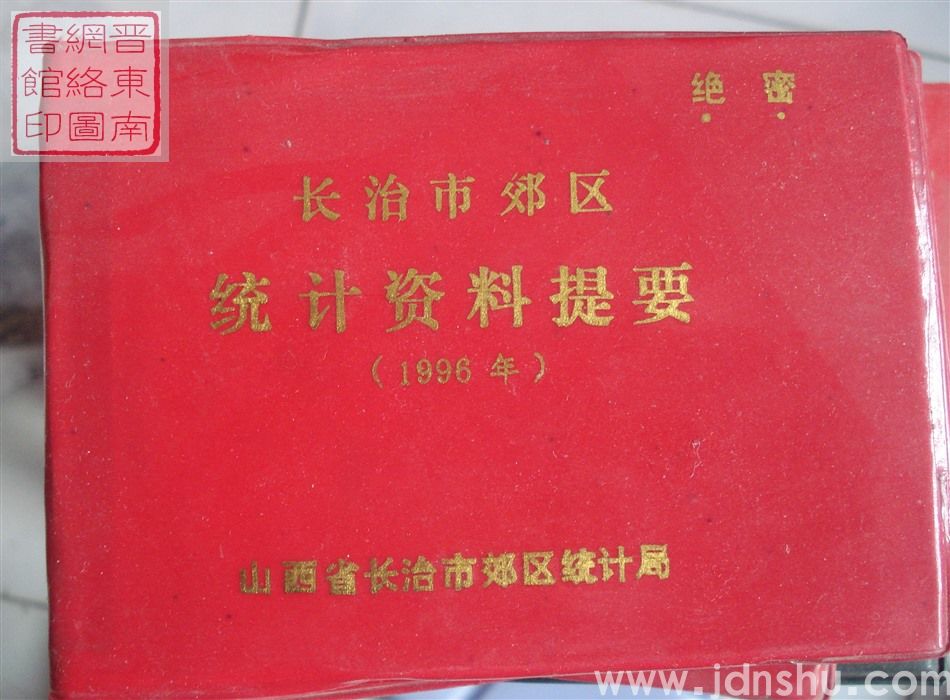 晋東南
網絡圖
書館印
绝密
长治市郊区
统计资料提要
（1996年）
山西省长治市郊区统计局
www.jdnshu.com